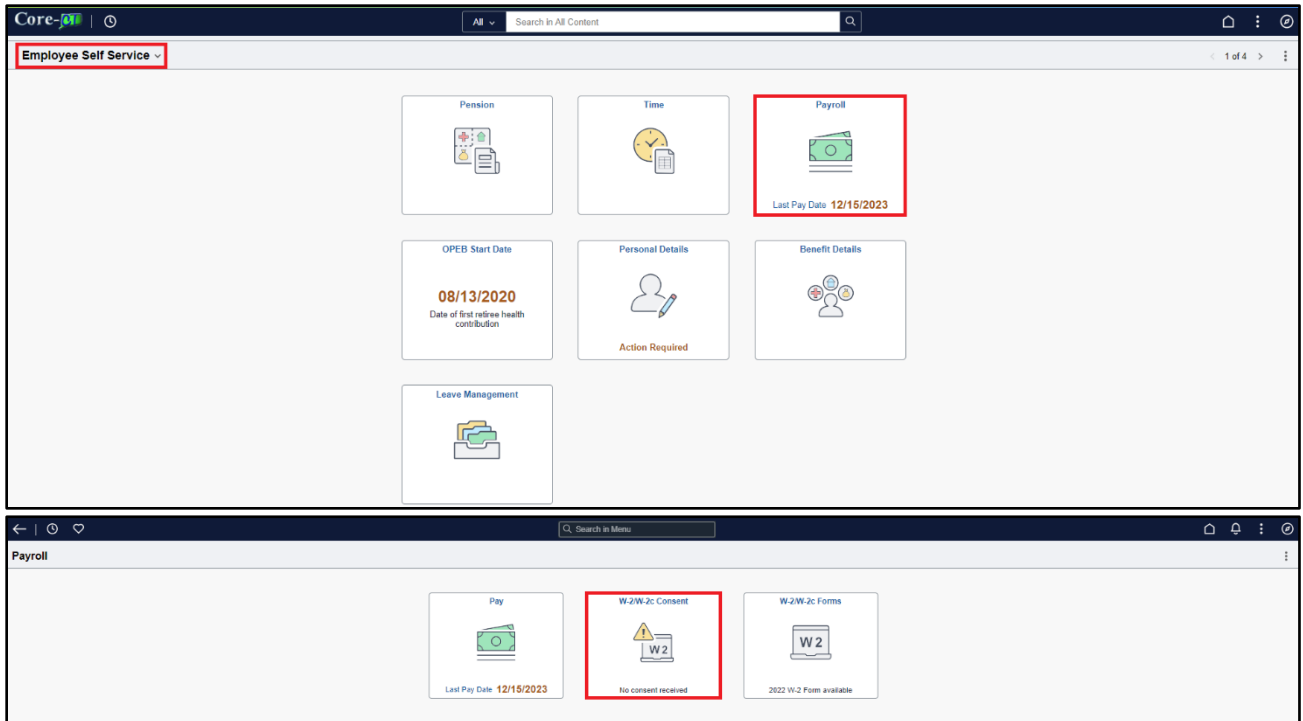 Core-CT
All
Search in All Content
Employee Self Service
1 of 4
Pension
Time
Payroll
Last Pay Date 12/15/2023
OPEB Start Date
Personal Details
Benefit Details
08/13/2020
Date of first retiree health
contribution
Action Required
Leave Management
Search in Menu
Payroll
Pay
W-2/W-2c Consent
W-2/W-2c Forms
W 2
W 2
Last Pay Date 12/15/2023
No consent received
2022 W-2 Form available